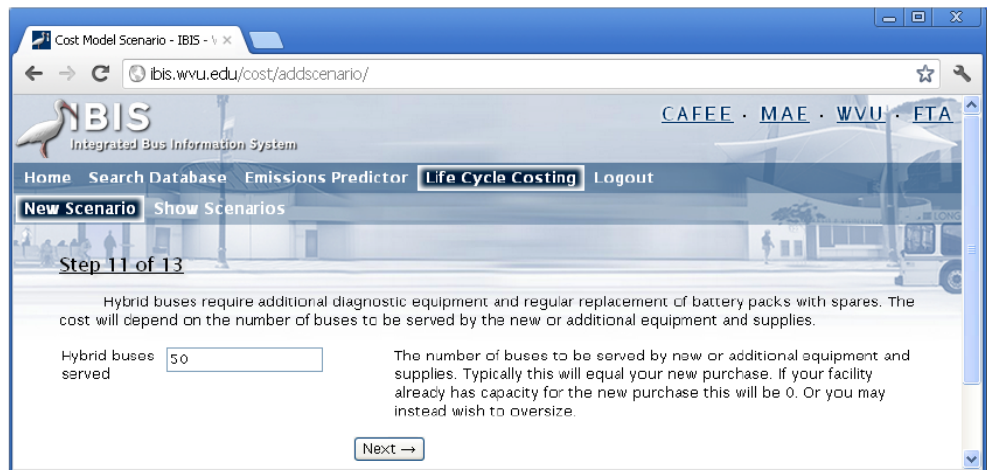 Cost Model Scenario - IBIS - V
ibis.wvu.edu/cost/addscenario/
IBIS
Integrated Bus Information System
CAFEE · MAE · WVU · FTA
Home Search Database Emissions Predictor Life Cycle Costing Logout
New Scenario Show Scenarios
LONG
Step 11 of 13
Hybrid buses require additional diagnostic equipment and regular replacement of battery packs with spares. The
cost will depend on the number of buses to be served by the new or additional equipment and supplies.
Hybrid buses
served
50
The number of buses to be served by new or additional equipment and
supplies. Typically this will equal your new purchase. If your facility
already has capacity for the new purchase this will be 0. Or you may
instead wish to oversize.
Next →